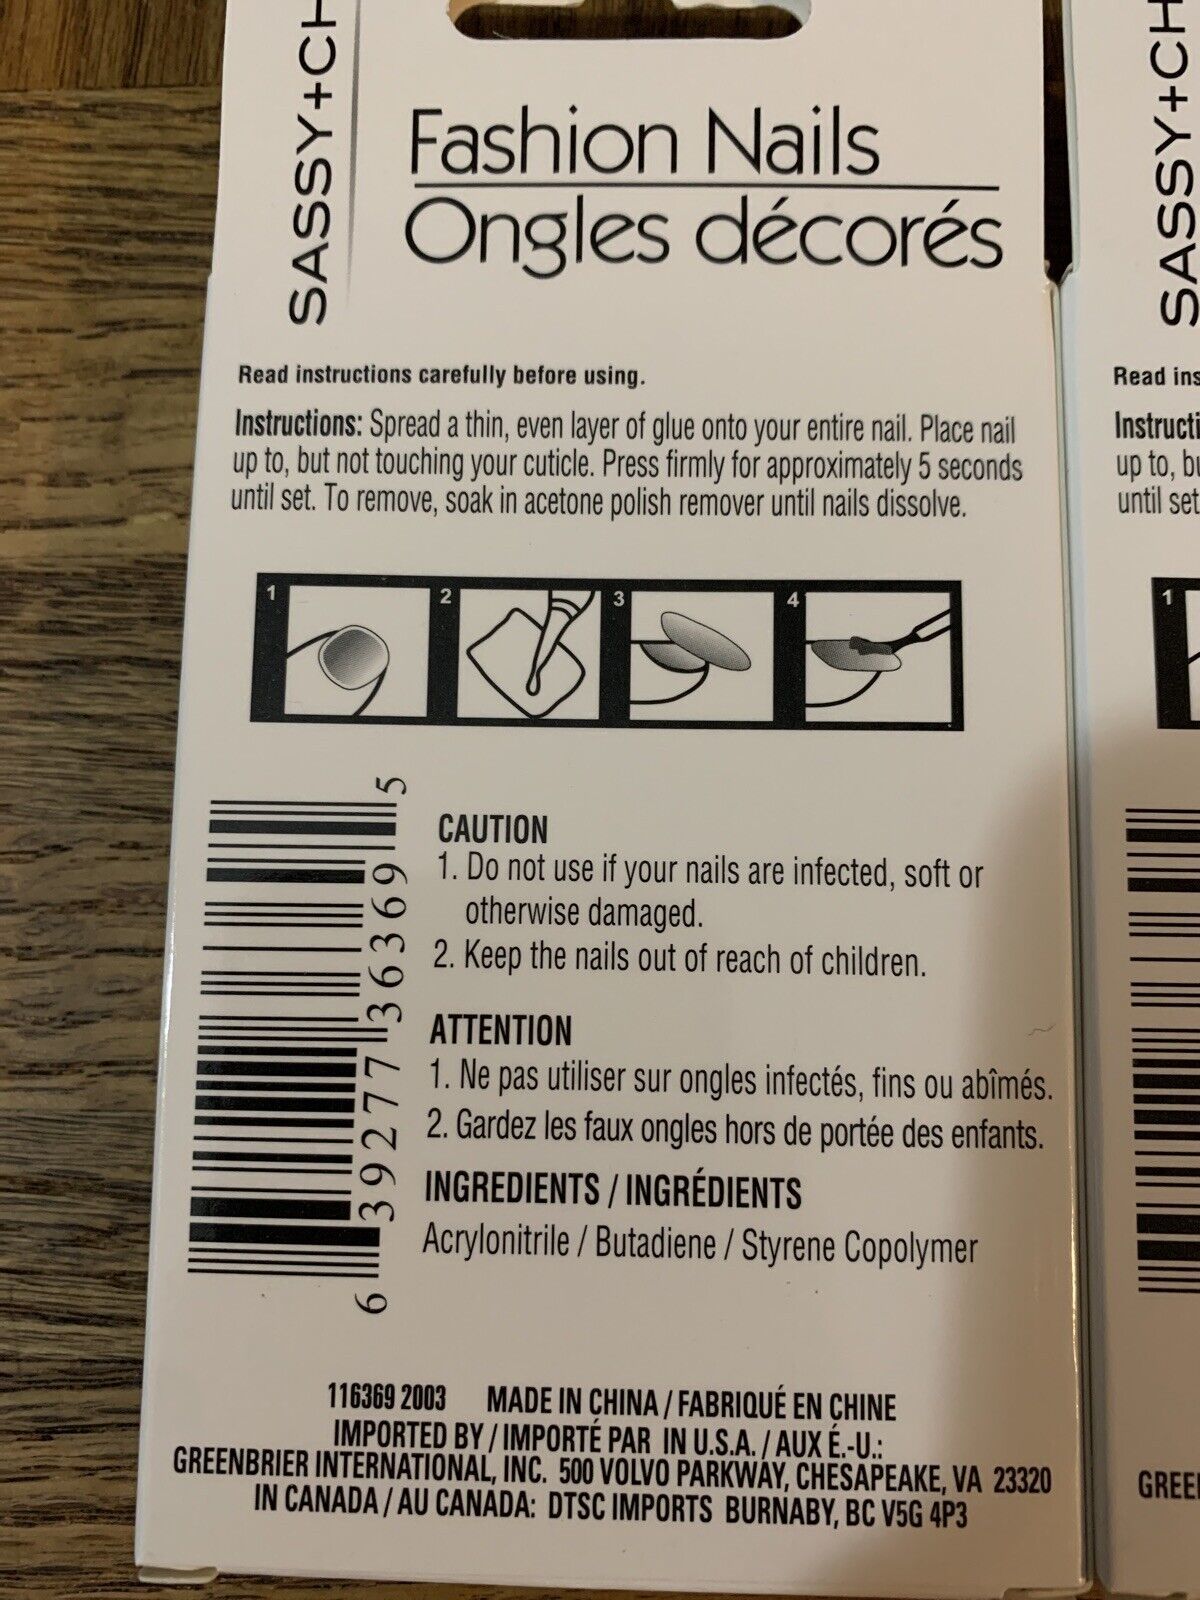 SASSY+CH
Fashion Nails
Ongles décorés
Read instructions carefully before using.
Instructions: Spread a thin, even layer of glue onto your entire nail. Place nail
up to, but not touching your cuticle. Press firmly for approximately 5 seconds
until set. To remove, soak in acetone polish remover until nails dissolve.
1 2 3 4
6 39277 36369 5
CAUTION
1. Do not use if your nails are infected, soft or
otherwise damaged.
2. Keep the nails out of reach of children.
ATTENTION
1. Ne pas utiliser sur ongles infectés, fins ou abîmés.
2. Gardez les faux ongles hors de portée des enfants.
INGREDIENTS / INGRÉDIENTS
Acrylonitrile / Butadiene / Styrene Copolymer
116369 2003 MADE IN CHINA / FABRIQUÉ EN CHINE
IMPORTED BY / IMPORTÉ PAR IN U.S.A. / AUX É.-U.:
GREENBRIER INTERNATIONAL, INC. 500 VOLVO PARKWAY, CHESAPEAKE, VA 23320
IN CANADA / AU CANADA: DTSC IMPORTS BURNABY, BC V5G 4P3
SASSY+CH
Read ins
Instructi
up to, bu
until set
1
GREE